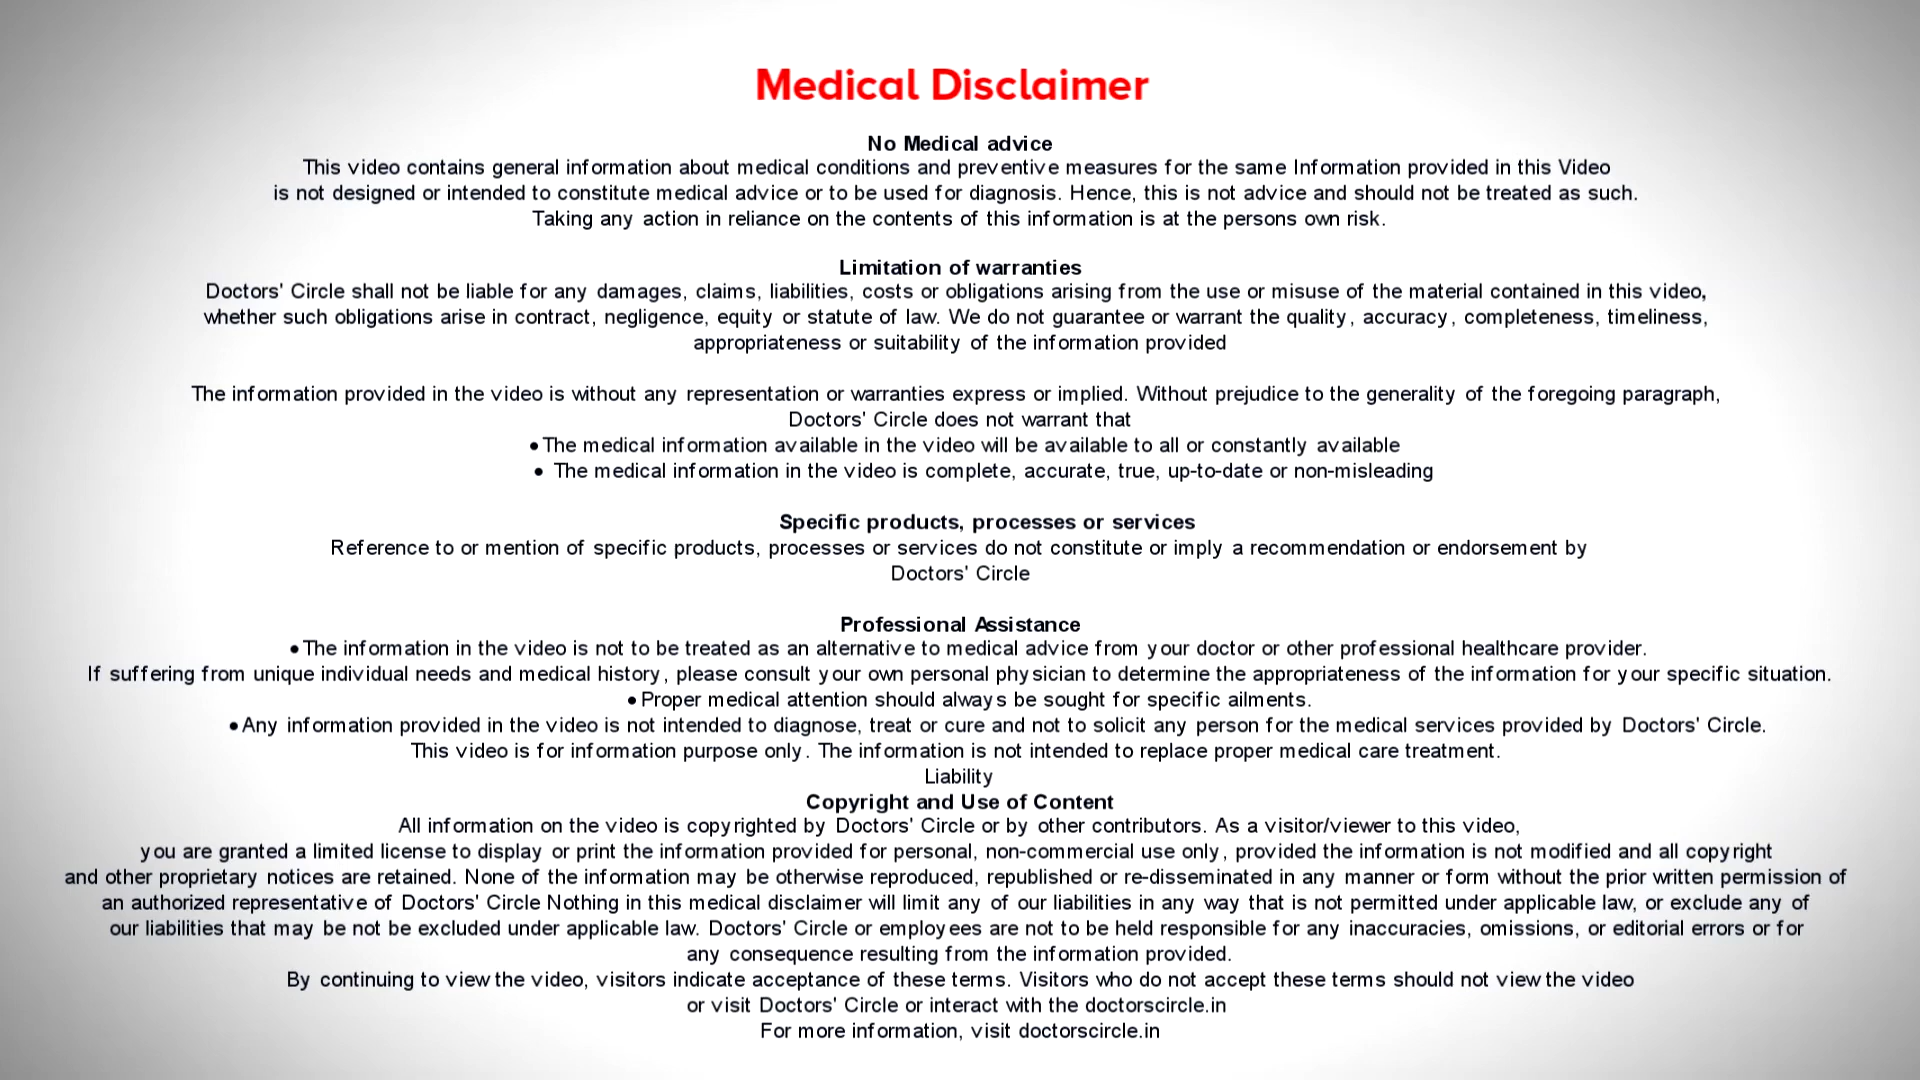 Medical Disclaimer
No Medical advice
This video contains general information about medical conditions and preventive measures for the same Information provided in this Video
is not designed or intended to constitute medical advice or to be used for diagnosis. Hence, this is not advice and should not be treated as such.
Taking any action in reliance on the contents of this information is at the persons own risk.
Limitation of warranties
Doctors' Circle shall not be liable for any damages, claims, liabilities, costs or obligations arising from the use or misuse of the material contained in this video,
whether such obligations arise in contract, negligence, equity or statute of law. We do not guarantee or warrant the quality, accuracy, completeness, timeliness,
appropriateness or suitability of the information provided
The information provided in the video is without any representation or warranties express or implied. Without prejudice to the generality of the foregoing paragraph,
Doctors' Circle does not warrant that
• The medical information available in the video will be available to all or constantly available
• The medical information in the video is complete, accurate, true, up-to-date or non-misleading
Specific products, processes or services
Reference to or mention of specific products, processes or services do not constitute or imply a recommendation or endorsement by
Doctors' Circle
Professional Assistance
• The information in the video is not to be treated as an alternative to medical advice from your doctor or other professional healthcare provider.
If suffering from unique individual needs and medical history, please consult your own personal physician to determine the appropriateness of the information for your specific situation.
• Proper medical attention should always be sought for specific ailments.
• Any information provided in the video is not intended to diagnose, treat or cure and not to solicit any person for the medical services provided by Doctors' Circle.
This video is for information purpose only. The information is not intended to replace proper medical care treatment.
Liability
Copyright and Use of Content
All information on the video is copyrighted by Doctors' Circle or by other contributors. As a visitor/viewer to this video,
you are granted a limited license to display or print the information provided for personal, non-commercial use only, provided the information is not modified and all copyright
and other proprietary notices are retained. None of the information may be otherwise reproduced, republished or re-disseminated in any manner or form without the prior written permission of
an authorized representative of Doctors' Circle Nothing in this medical disclaimer will limit any of our liabilities in any way that is not permitted under applicable law, or exclude any of
our liabilities that may be not be excluded under applicable law. Doctors' Circle or employees are not to be held responsible for any inaccuracies, omissions, or editorial errors or for
any consequence resulting from the information provided.
By continuing to view the video, visitors indicate acceptance of these terms. Visitors who do not accept these terms should not view the video
or visit Doctors' Circle or interact with the doctorscircle.in
For more information, visit doctorscircle.in